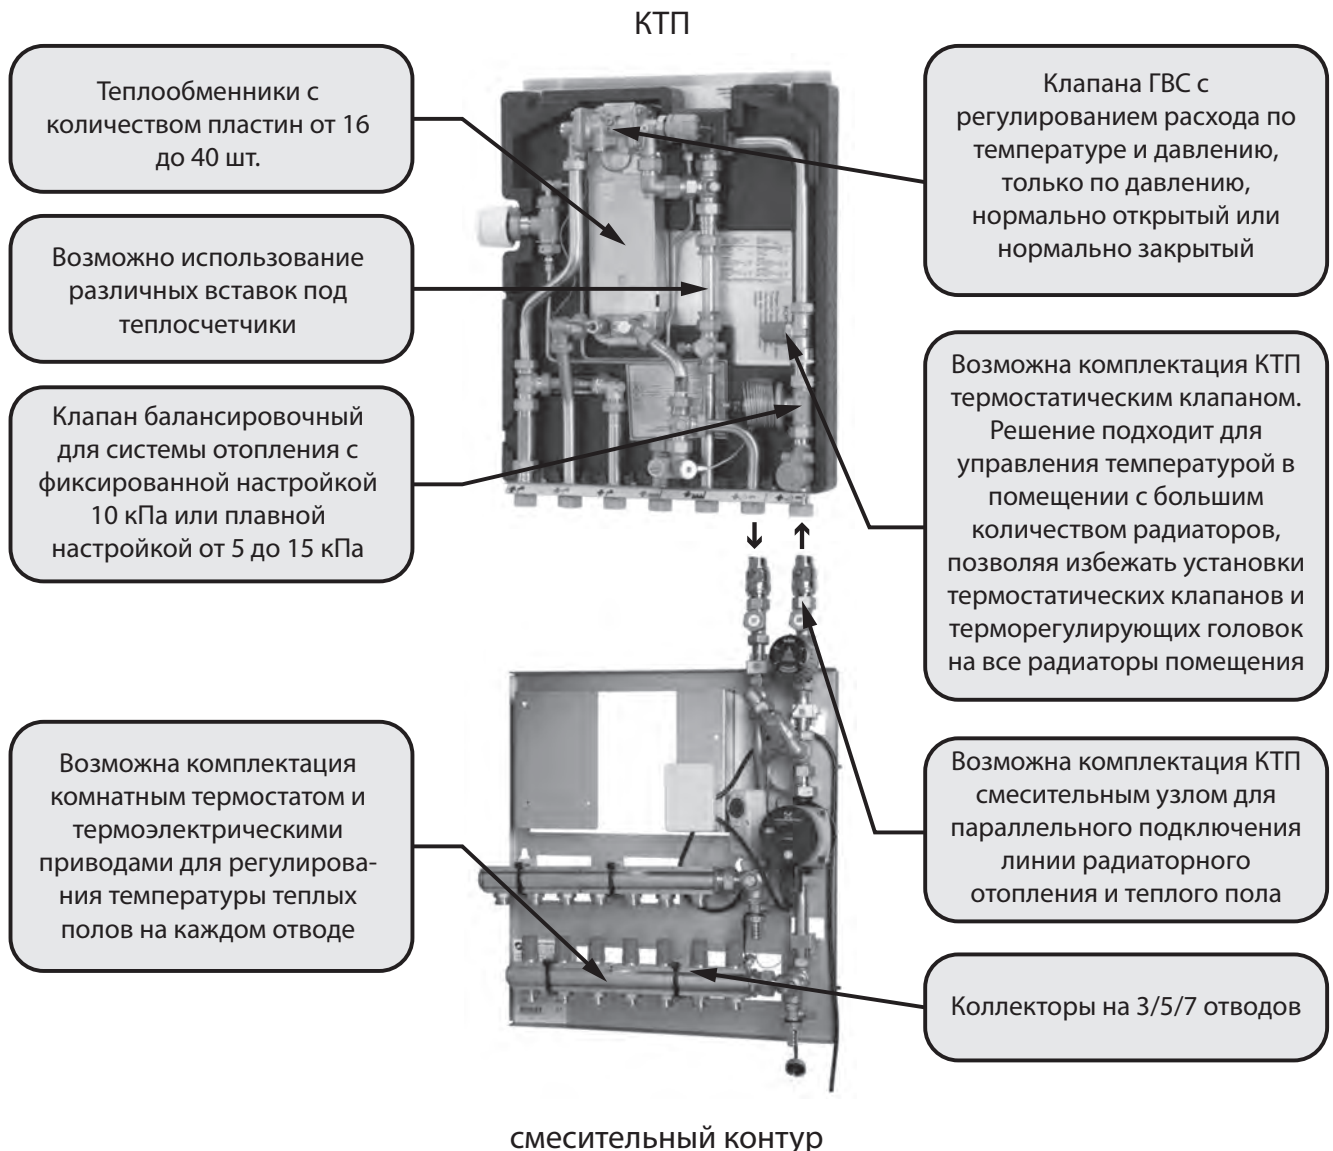 КТП
Теплообменники с
количеством пластин от 16
до 40 шт.
Возможно использование
различных вставок под
теплосчетчики
Клапан балансировочный
для системы отопления с
фиксированной настройкой
10 кПа или плавной
настройкой от 5 до 15 кПа
Возможна комплектация
комнатным термостатом и
термоэлектрическими
приводами для регулирова-
ния температуры теплых
полов на каждом отводе
Клапана ГВС с
регулированием расхода по
температуре и давлению,
только по давлению,
нормально открытый или
нормально закрытый
Возможна комплектация КТП
термостатическим клапаном.
Решение подходит для
управления температурой в
помещении с большим
количеством радиаторов,
позволяя избежать установки
термостатических клапанов и
терморегулирующих головок
на все радиаторы помещения
Возможна комплектация КТП
смесительным узлом для
параллельного подключения
линии радиаторного
отопления и теплого пола
Коллекторы на 3/5/7 отводов
смесительный контур